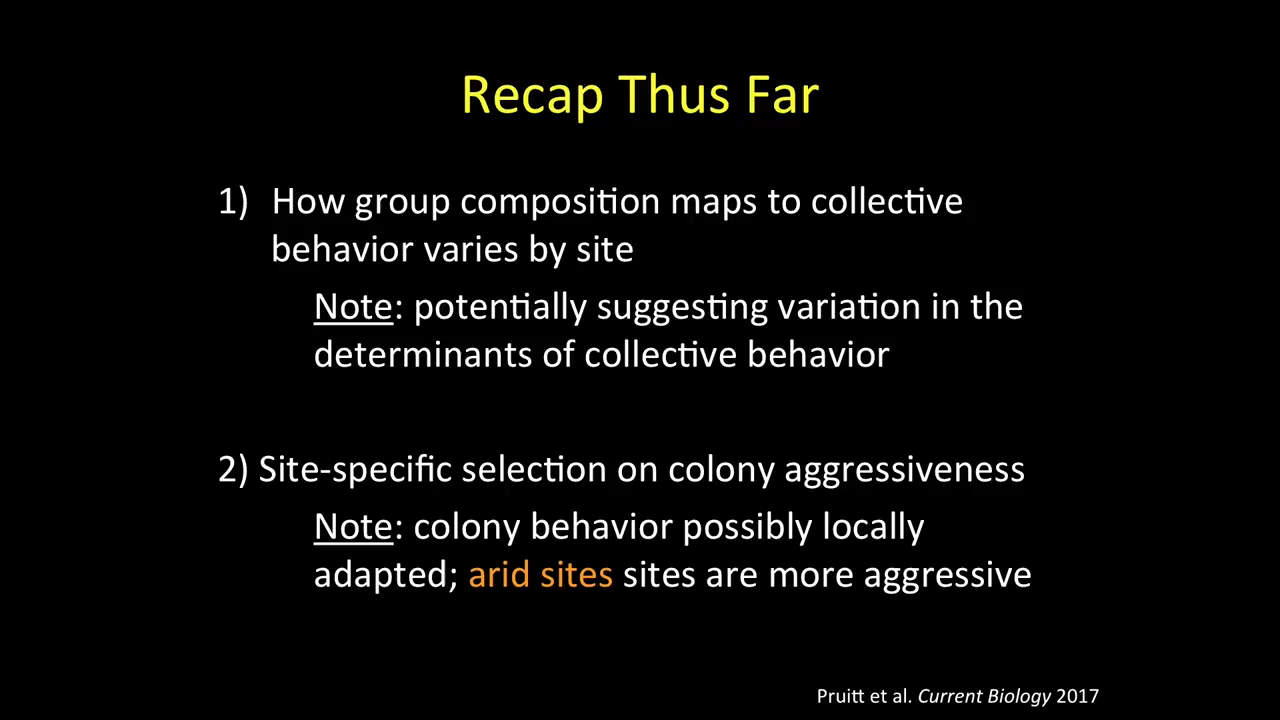 Recap Thus Far
1) How group composition maps to collective
behavior varies by site
Note: potentially suggesting variation in the
determinants of collective behavior
2) Site-specific selection on colony aggressiveness
Note: colony behavior possibly locally
adapted; arid sites sites are more aggressive
Pruitt et al. Current Biology 2017